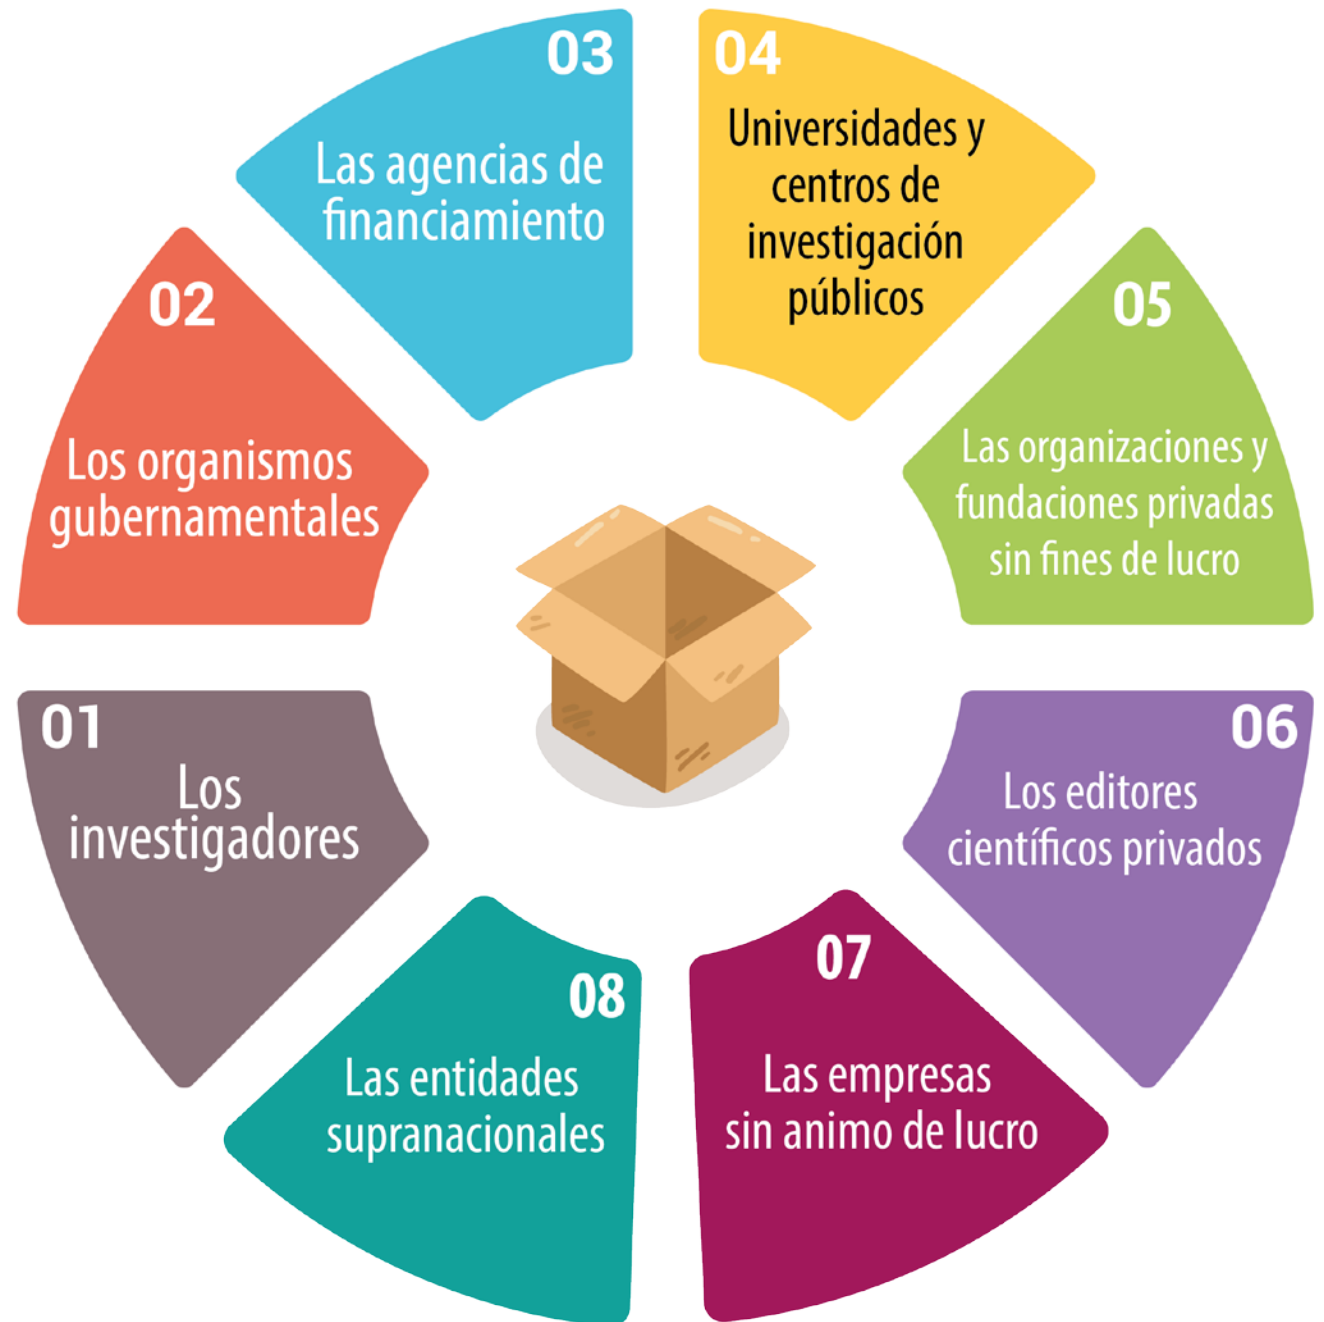 01
Los
investigadores
02
Los organismos
gubernamentales
03
Las agencias de
financiamiento
04
Universidades y
centros de
investigación
públicos
05
Las organizaciones y
fundaciones privadas
sin fines de lucro
06
Los editores
científicos privados
07
Las empresas
sin animo de lucro
08
Las entidades
supranacionales